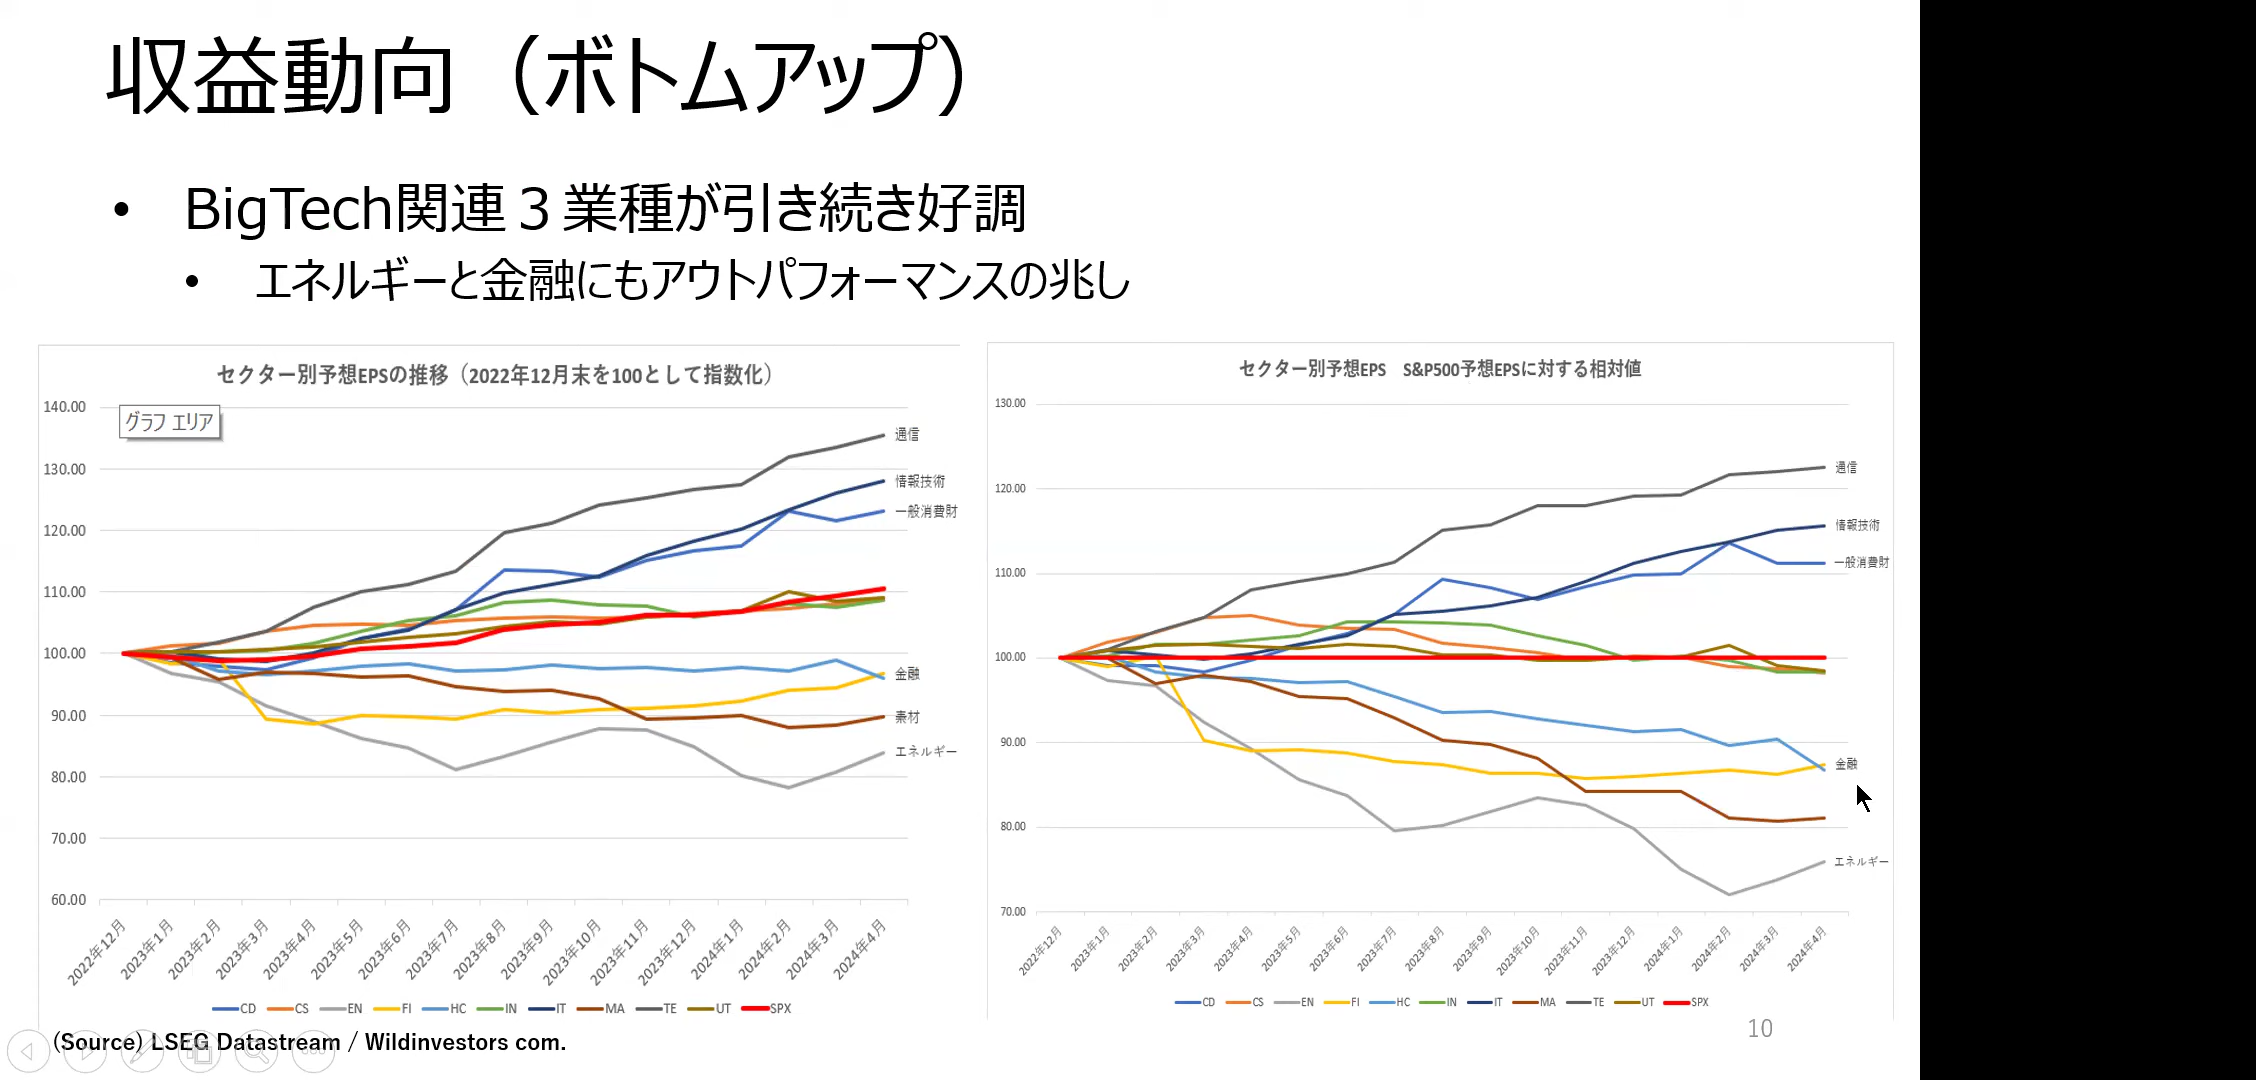 収益動向（ボトムアップ）
• BigTech関連３業種が引き続き好調
• エネルギーと金融にもアウトパフォーマンスの兆し
セクター別予想EPSの推移（2022年12月末を100として指数化）
グラフ エリア
140.00
130.00
120.00
110.00
100.00
90.00
80.00
70.00
60.00
通信
情報技術
一般消費財
金融
素材
エネルギー
2022年12月
2023年1月
2023年2月
2023年3月
2023年4月
2023年5月
2023年6月
2023年7月
2023年8月
2023年9月
2023年10月
2023年11月
2023年12月
2024年1月
2024年2月
2024年3月
2024年4月
CD CS EN FI HC IN IT MA TE UT SPX
セクター別予想EPS S&P500予想EPSに対する相対値
130.00
120.00
110.00
100.00
90.00
80.00
70.00
通信
情報技術
一般消費財
金融
エネルギー
2022年12月
2023年1月
2023年2月
2023年3月
2023年4月
2023年5月
2023年6月
2023年7月
2023年8月
2023年9月
2023年10月
2023年11月
2023年12月
2024年1月
2024年2月
2024年3月
2024年4月
CD CS EN FI HC IN IT MA TE UT SPX
(Source) LSEG Datastream / Wildinvestors com.
10